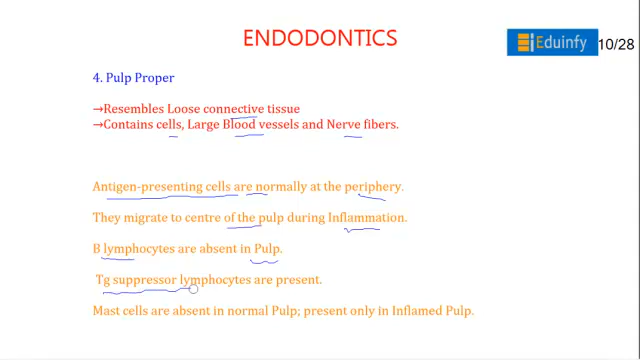 ENDODONTICS
Eduinfy
10/28
4. Pulp Proper
→Resembles Loose connective tissue
→Contains cells, Large Blood vessels and Nerve fibers.
Antigen-presenting cells are normally at the periphery.
They migrate to centre of the pulp during Inflammation.
B lymphocytes are absent in Pulp.
Tg suppressor lymphocytes are present.
Mast cells are absent in normal Pulp; present only in Inflamed Pulp.